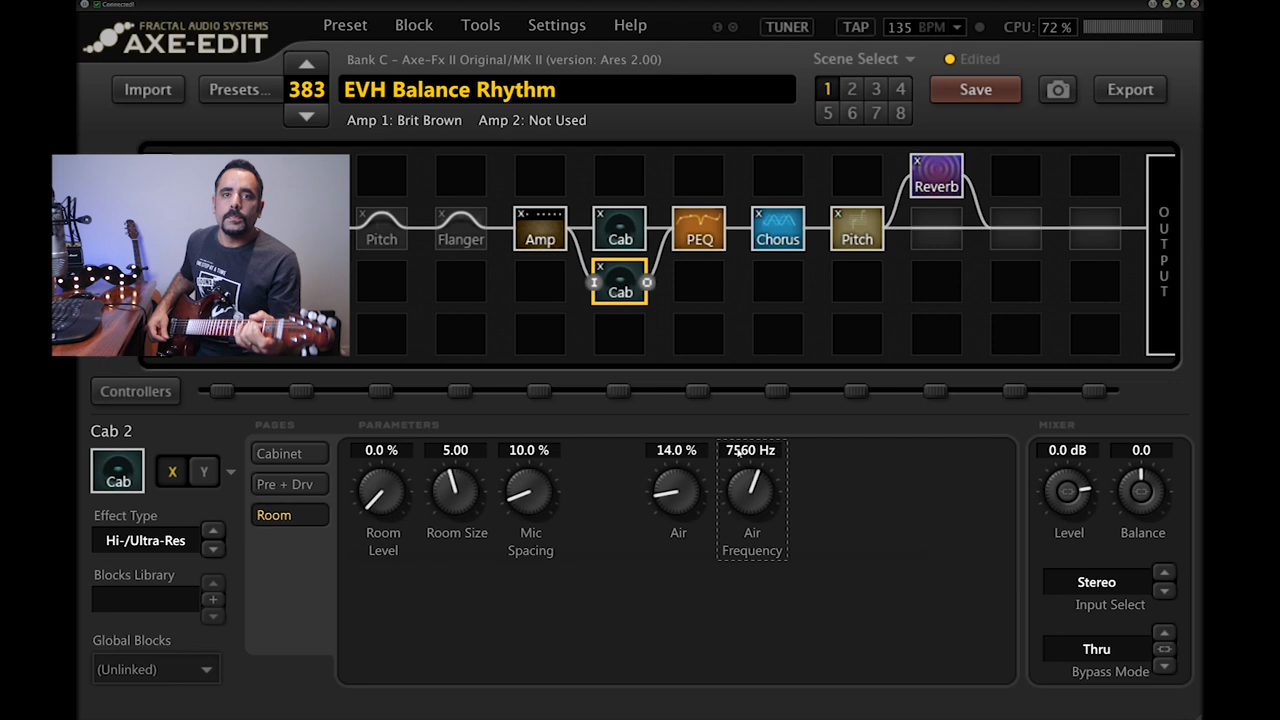 Connected!
FRACTAL AUDIO SYSTEMS
AXE-EDIT
Preset Block Tools Settings Help
TUNER
TAP
135 BPM
CPU: 72 %
Import
Presets...
383
Bank C – Axe-Fx II Original/MK II (version: Ares 2.00)
EVH Balance Rhythm
Amp 1: Brit Brown Amp 2: Not Used
Scene Select
1 2 3 4
5 6 7 8
Edited
Save
Export
Reverb
Pitch Flanger Amp Cab PEQ Chorus Pitch
Cab
I O
OUTPUT
Controllers
Cab 2
Cab
X Y
Effect Type
Hi-/Ultra-Res
Blocks Library
Global Blocks
(Unlinked)
PAGES
Cabinet
Pre + Drv
Room
PARAMETERS
0.0 % 5.00 10.0 % 14.0 % 7560 Hz
Room Level
Room Size
Mic Spacing
Air
Air Frequency
MIXER
0.0 dB 0.0
Level Balance
Stereo
Input Select
Thru
Bypass Mode